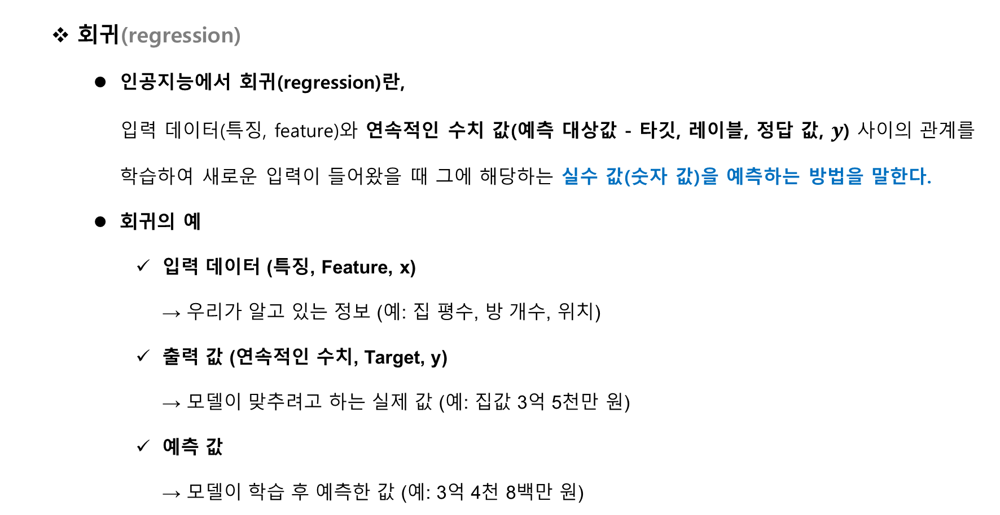 ❖ 회귀(regression)
● 인공지능에서 회귀(regression)란,
입력 데이터(특징, feature)와 연속적인 수치 값(예측 대상값 - 타깃, 레이블, 정답 값, y) 사이의 관계를
학습하여 새로운 입력이 들어왔을 때 그에 해당하는 실수 값(숫자 값)을 예측하는 방법을 말한다.
● 회귀의 예
✓ 입력 데이터 (특징, Feature, x)
→ 우리가 알고 있는 정보 (예: 집 평수, 방 개수, 위치)
✓ 출력 값 (연속적인 수치, Target, y)
→ 모델이 맞추려고 하는 실제 값 (예: 집값 3억 5천만 원)
✓ 예측 값
→ 모델이 학습 후 예측한 값 (예: 3억 4천 8백만 원)